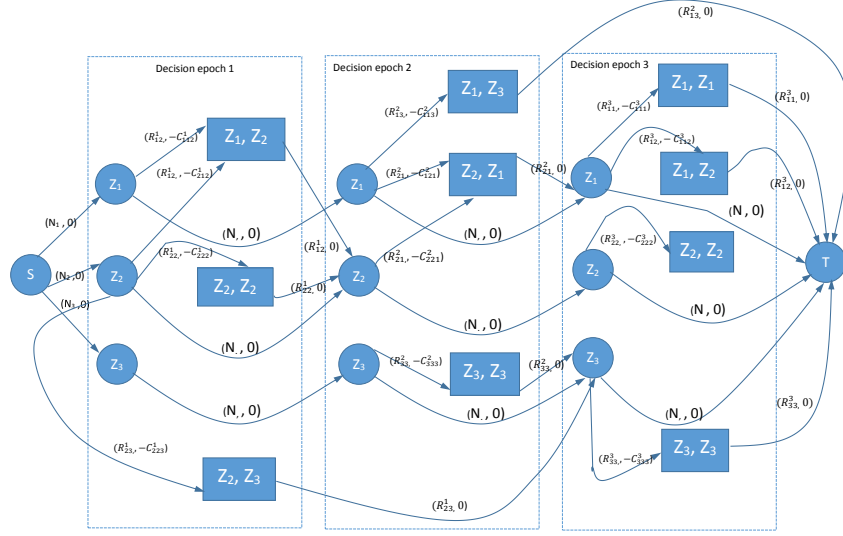 (R²₁₃, 0)
Decision epoch 1
Decision epoch 2
Decision epoch 3
Z₁, Z₃
Z₁, Z₁
(R²₁₃,,-C²₁₁₃)
(R³₁₁,,-C³₁₁₁)
(R³₁₁, 0)
Z₁, Z₂
(R¹₁₂,,-C¹₁₁₂)
(R³₁₂,,-C³₁₁₂)
(R¹₁₂,,-C¹₂₁₂)
(R²₂₁,,-C²₁₂₁)
Z₂, Z₁
(R²₂₁, 0)
Z₁, Z₂
(R³₁₂, 0)
Z₁
Z₁
Z₁
(N₁ , 0)
(N, , 0)
(N, , 0)
(N, 0)
(R¹₁₂, 0)
(R¹₂₂,,-C¹₂₂₂)
(R²₂₁,,-C²₂₂₁)
(R³₂₂,,-C³₂₂₂)
Z₂, Z₂
S
(N₂ ,0)
Z₂
Z₂
Z₂
T
Z₂, Z₂
(R¹₂₂, 0)
(N₃ ,0)
(N, , 0)
(N, , 0)
(N, , 0)
Z₃
Z₃
Z₃
(R²₃₃,-C²₃₃₃)
Z₃, Z₃
(R²₃₃, 0)
(N, , 0)
(N, , 0)
(N, , 0)
(R³₃₃, 0)
(R¹₂₃,,-C¹₂₂₃)
(R³₃₃,,-C³₃₃₃)
Z₃, Z₃
Z₂, Z₃
(R¹₂₃, 0)